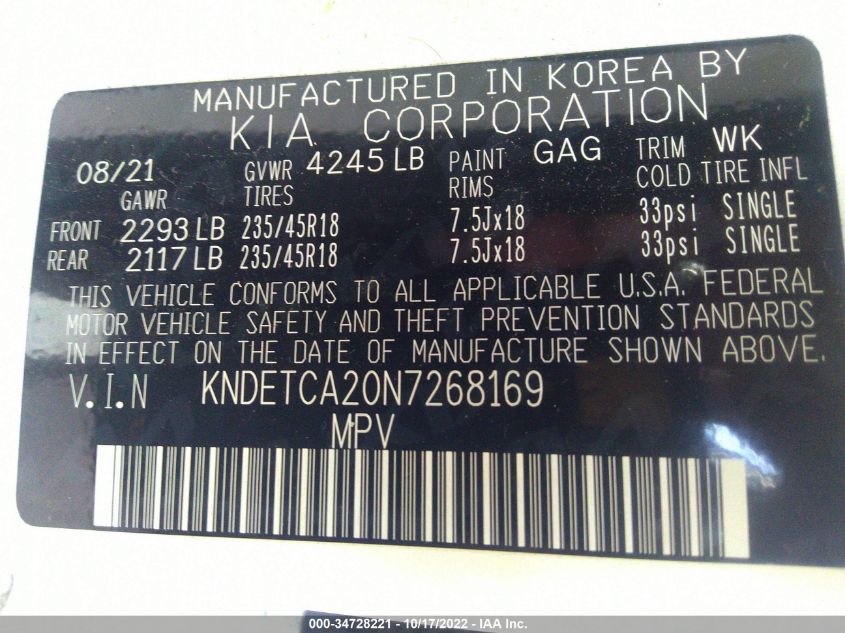 MANUFACTURED IN KOREA BY
KIA CORPORATION
08/21 GVWR 4245 LB PAINT GAG TRIM WK
GAWR TIRES RIMS COLD TIRE INFL
FRONT 2293 LB 235/45R18 7.5Jx18 33psi SINGLE
REAR 2117 LB 235/45R18 7.5Jx18 33psi SINGLE
THIS VEHICLE CONFORMS TO ALL APPLICABLE U.S.A. FEDERAL
MOTOR VEHICLE SAFETY AND THEFT PREVENTION STANDARDS
IN EFFECT ON THE DATE OF MANUFACTURE SHOWN ABOVE.
V.I.N KNDETCA20N7268169
MPV
000-34728221 - 10/17/2022 - IAA Inc.